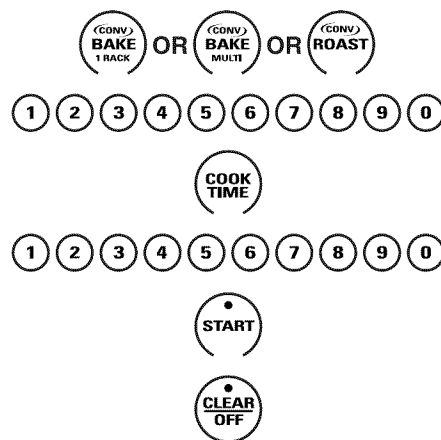 CONV CONV CONV
BAKE OR BAKE OR ROAST
1 RACK MULTI
1 2 3 4 5 6 7 8 9 0
COOK
TIME
1 2 3 4 5 6 7 8 9 0
START
CLEAR
OFF